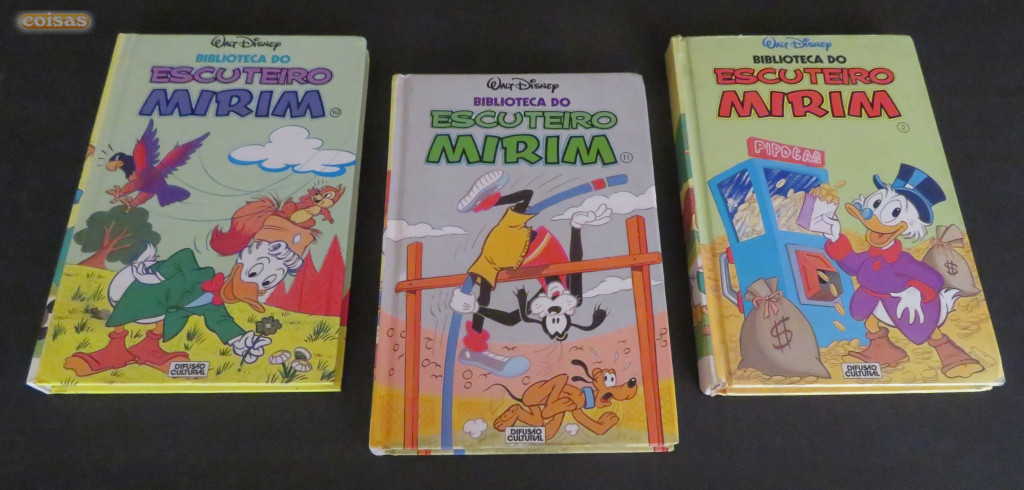 coisas
WALT DISNEY
BIBLIOTECA DO
ESCUTEIRO
MIRIM
DIFUSÃO
CULTURAL
WALT DISNEY
BIBLIOTECA DO
ESCUTEIRO
MIRIM 11
DIFUSÃO
CULTURAL
WALT DISNEY
BIBLIOTECA DO
ESCUTEIRO
MIRIM
2
PIPOCAS
$
$
DIFUSÃO
CULTURAL